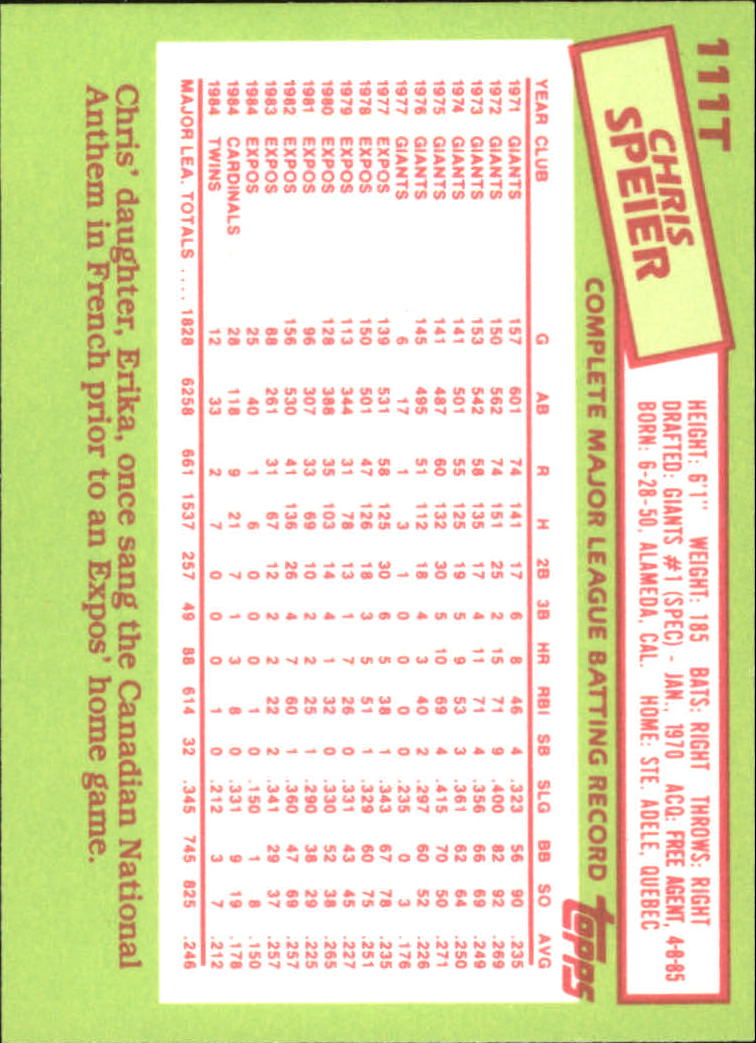 111T
CHRIS
SPEIER
HEIGHT: 6'1" WEIGHT: 185 BATS: RIGHT THROWS: RIGHT
DRAFTED: GIANTS #1 (SPEC) - JAN., 1970 ACQ: FREE AGENT, 4-8-85
BORN: 6-28-50, ALAMEDA, CAL. HOME: STE. ADELE, QUEBEC
COMPLETE MAJOR LEAGUE BATTING RECORD topps
YEAR CLUB G AB R H 2B 3B HR RBI SB SLG BB SO AVG
1971 GIANTS 157 601 74 141 17 6 8 46 4 .323 56 90 .235
1972 GIANTS 150 562 74 151 25 2 15 71 9 .400 82 92 .269
1973 GIANTS 153 542 58 135 17 4 11 71 4 .356 66 69 .249
1974 GIANTS 141 501 55 125 19 5 9 53 3 .361 62 64 .250
1975 GIANTS 141 487 60 132 30 5 10 69 4 .415 70 50 .271
1976 GIANTS 145 495 51 112 18 4 3 40 2 .297 60 52 .226
1977 GIANTS 6 17 1 3 1 0 0 0 0 .235 0 3 .176
1977 EXPOS 139 531 58 125 30 6 5 38 1 .343 67 78 .235
1978 EXPOS 150 501 47 126 18 3 5 51 1 .329 60 75 .251
1979 EXPOS 113 344 31 78 13 1 7 26 0 .331 43 45 .227
1980 EXPOS 128 388 35 103 14 4 1 32 0 .330 52 38 .265
1981 EXPOS 96 307 33 69 10 2 2 25 1 .290 38 29 .225
1982 EXPOS 156 530 41 136 26 4 7 60 1 .360 47 69 .257
1983 EXPOS 88 261 31 67 12 2 2 22 2 .341 29 37 .257
1984 EXPOS 25 40 1 6 0 0 0 1 0 .150 1 8 .150
1984 CARDINALS 28 118 9 21 7 1 3 8 0 .331 9 19 .178
1984 TWINS 12 33 2 7 0 0 0 1 0 .212 3 7 .212
MAJOR LEA. TOTALS .... 1828 6258 661 1537 257 49 88 614 32 .345 745 825 .246
Chris' daughter, Erika, once sang the Canadian National
Anthem in French prior to an Expos' home game.